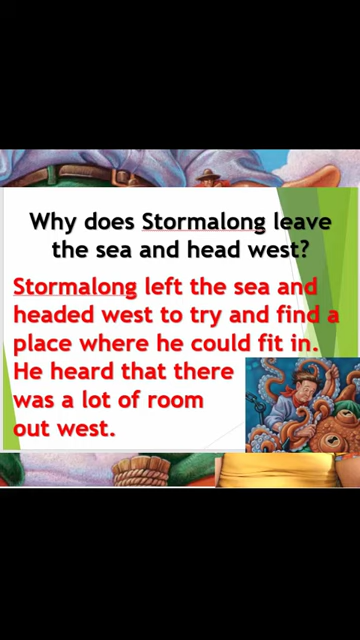 Why does Stormalong leave
the sea and head west?
Stormalong left the sea and
headed west to try and find a
place where he could fit in.
He heard that there
was a lot of room
out west.